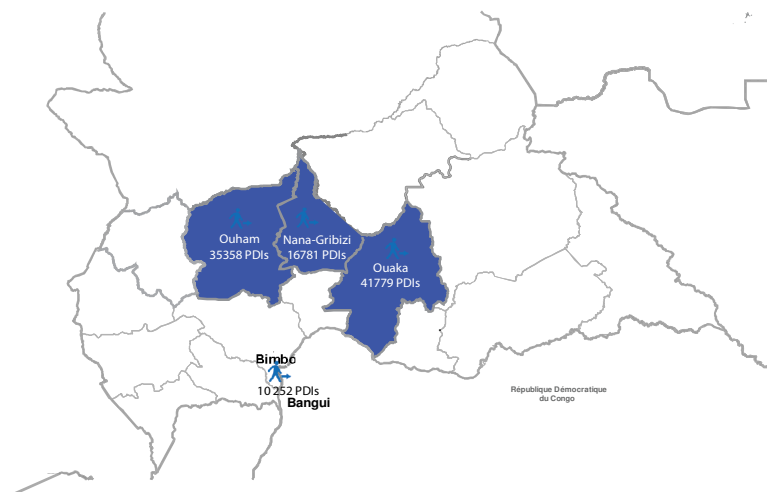 Ouham
35358 PDIs
Nana-Gribizi
16781 PDIs
Ouaka
41779 PDIs
Bimbo
10 252 PDIs
Bangui
République Démocratique
du Congo